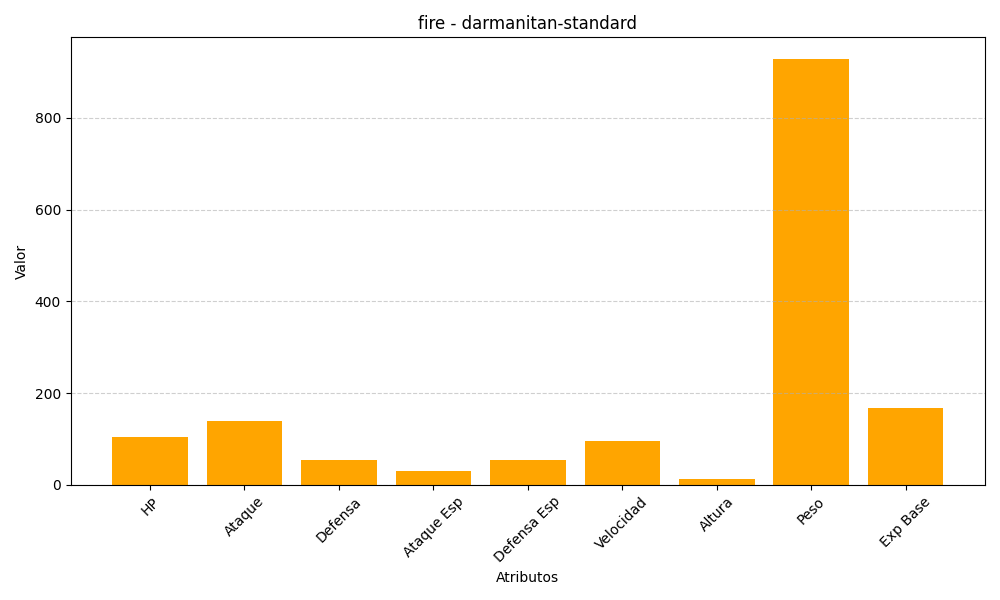 fire - darmanitan-standard
Valor
800
600
400
200
0
HP
Ataque
Defensa
Ataque Esp
Defensa Esp
Velocidad
Altura
Peso
Exp Base
Atributos